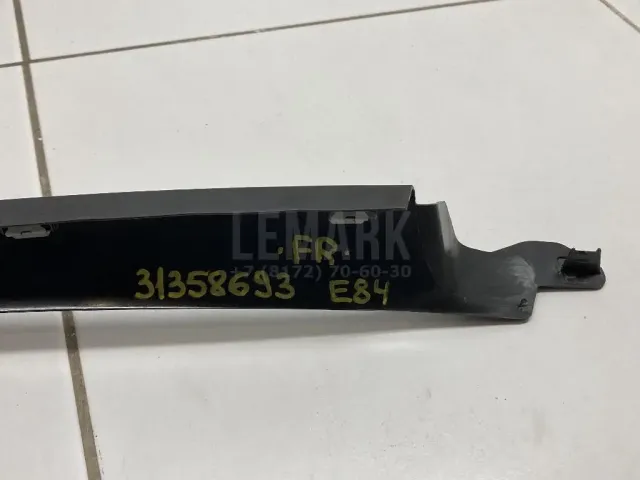 LEMARK
·FR·
+7(8172) 70-60-30
31358693 E84